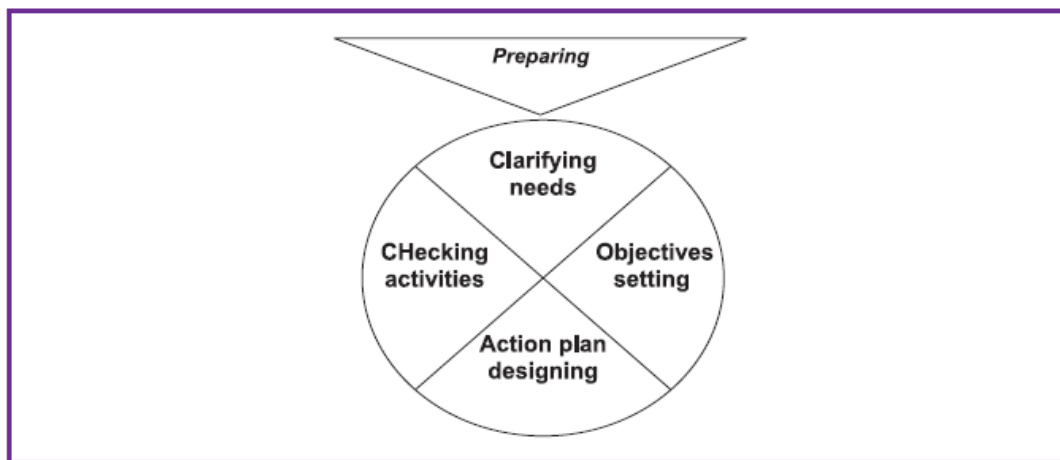 Preparing
Clarifying
needs
CHecking
activities
Objectives
setting
Action plan
designing